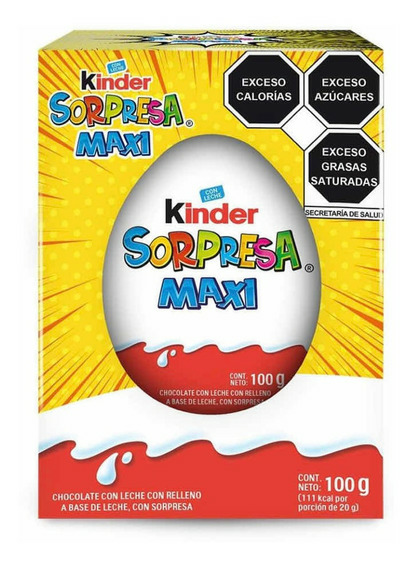 CON
LECHE
Kinder
SORPRESA®
MAXI
EXCESO
CALORÍAS
EXCESO
AZÚCARES
EXCESO
GRASAS
SATURADAS
SECRETARÍA DE SALU
CON
LECHE
Kinder
SORPRESA®
MAXI
CONT.
NETO: 100 g
CHOCOLATE CON LECHE CON RELLENO
A BASE DE LECHE, CON SORPRESA
CHOCOLATE CON LECHE CON RELLENO
A BASE DE LECHE, CON SORPRESA
CONT.
NETO: 100 g
(111 kcal por
porción de 20 g)